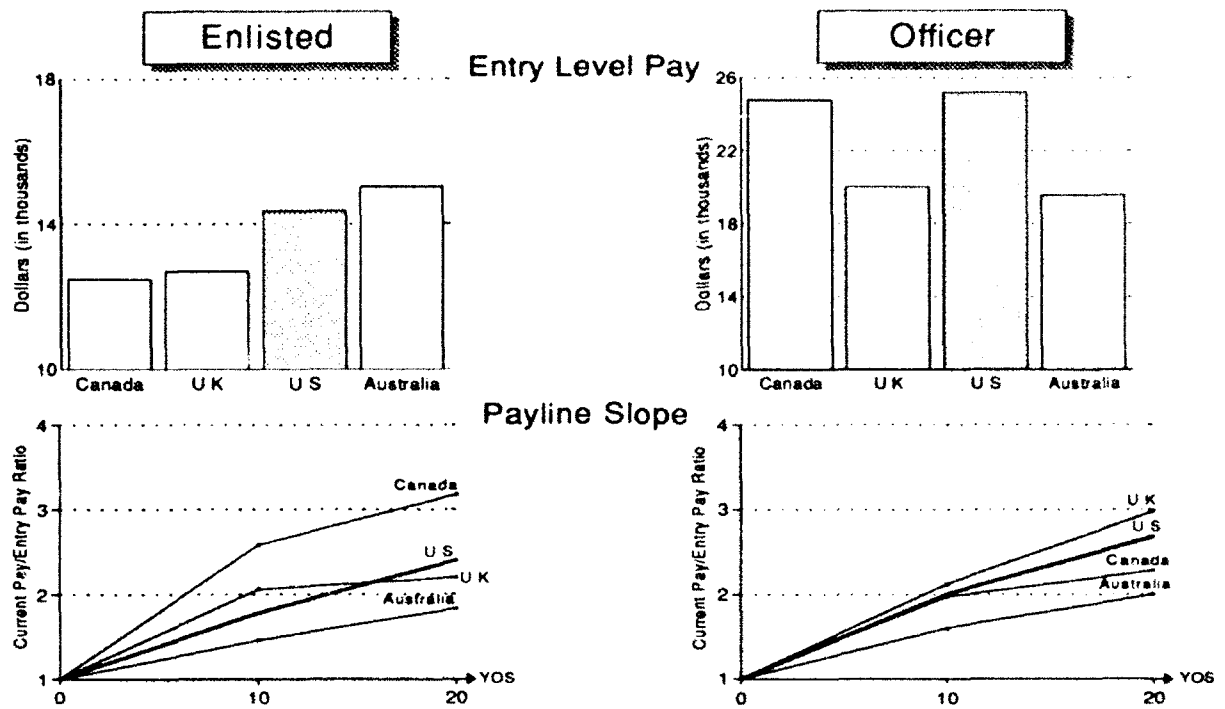 Enlisted
Officer
Entry Level Pay
Dollars (in thousands)
18
14
10
Canada
U K
U S
Australia
Dollars (in thousands)
26
22
18
14
10
Canada
U K
U S
Australia
Payline Slope
Current Pay/Entry Pay Ratio
4
3
2
1
Canada
U S
U K
Australia
0
10
20
YOS
Current Pay/Entry Pay Ratio
4
3
2
1
U K
U S
Canada
Australia
0
10
20
YOS